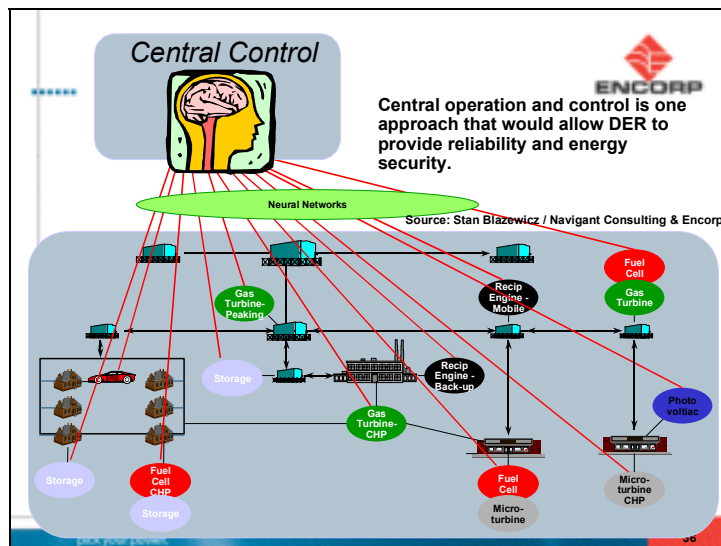 Central Control
ENCORP
Central operation and control is one
approach that would allow DER to
provide reliability and energy
security.
Neural Networks
Source: Stan Blazewicz / Navigant Consulting & Encorp
Fuel
Cell
Gas
Turbine-
Peaking
Recip
Engine -
Mobile
Gas
Turbine
Storage
Recip
Engine -
Back-up
Photo
voltiac
Gas
Turbine-
CHP
Storage
Fuel
Cell
CHP
Storage
Fuel
Cell
Micro-
turbine
Micro-
turbine
CHP
pick your power.
36